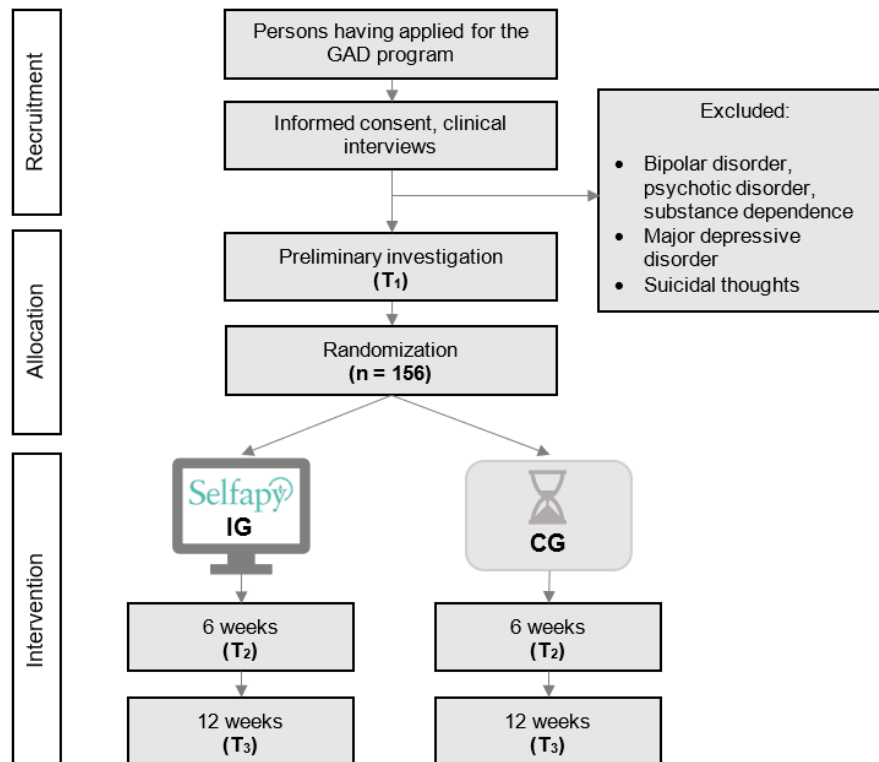 Recruitment
Persons having applied for the
GAD program
Informed consent, clinical
interviews
Excluded:
• Bipolar disorder,
psychotic disorder,
substance dependence
• Major depressive
disorder
• Suicidal thoughts
Allocation
Preliminary investigation
(T₁)
Randomization
(n = 156)
Intervention
Selfapy
IG
CG
6 weeks
(T₂)
6 weeks
(T₂)
12 weeks
(T₃)
12 weeks
(T₃)